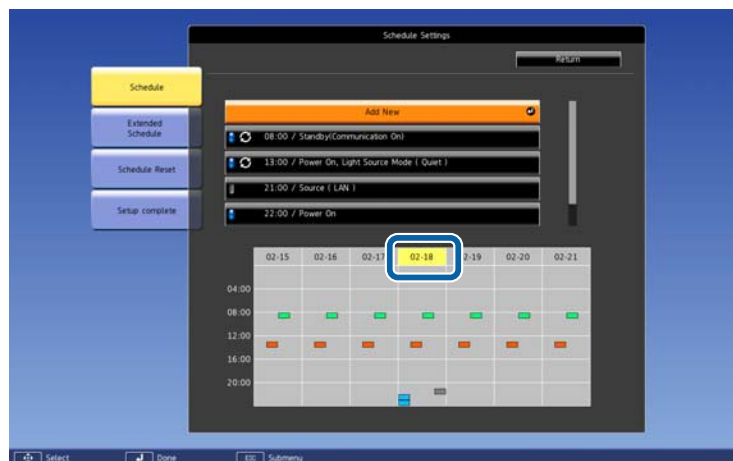 Schedule Settings
Return
Schedule
Extended
Schedule
Schedule Reset
Setup complete
Add New
08:00 / Standby(Communication On)
13:00 / Power On, Light Source Mode ( Quiet )
21:00 / Source ( LAN )
22:00 / Power On
02-15 02-16 02-17 02-18 02-19 02-20 02-21
04:00
08:00
12:00
16:00
20:00
Select Done ESC Submenu